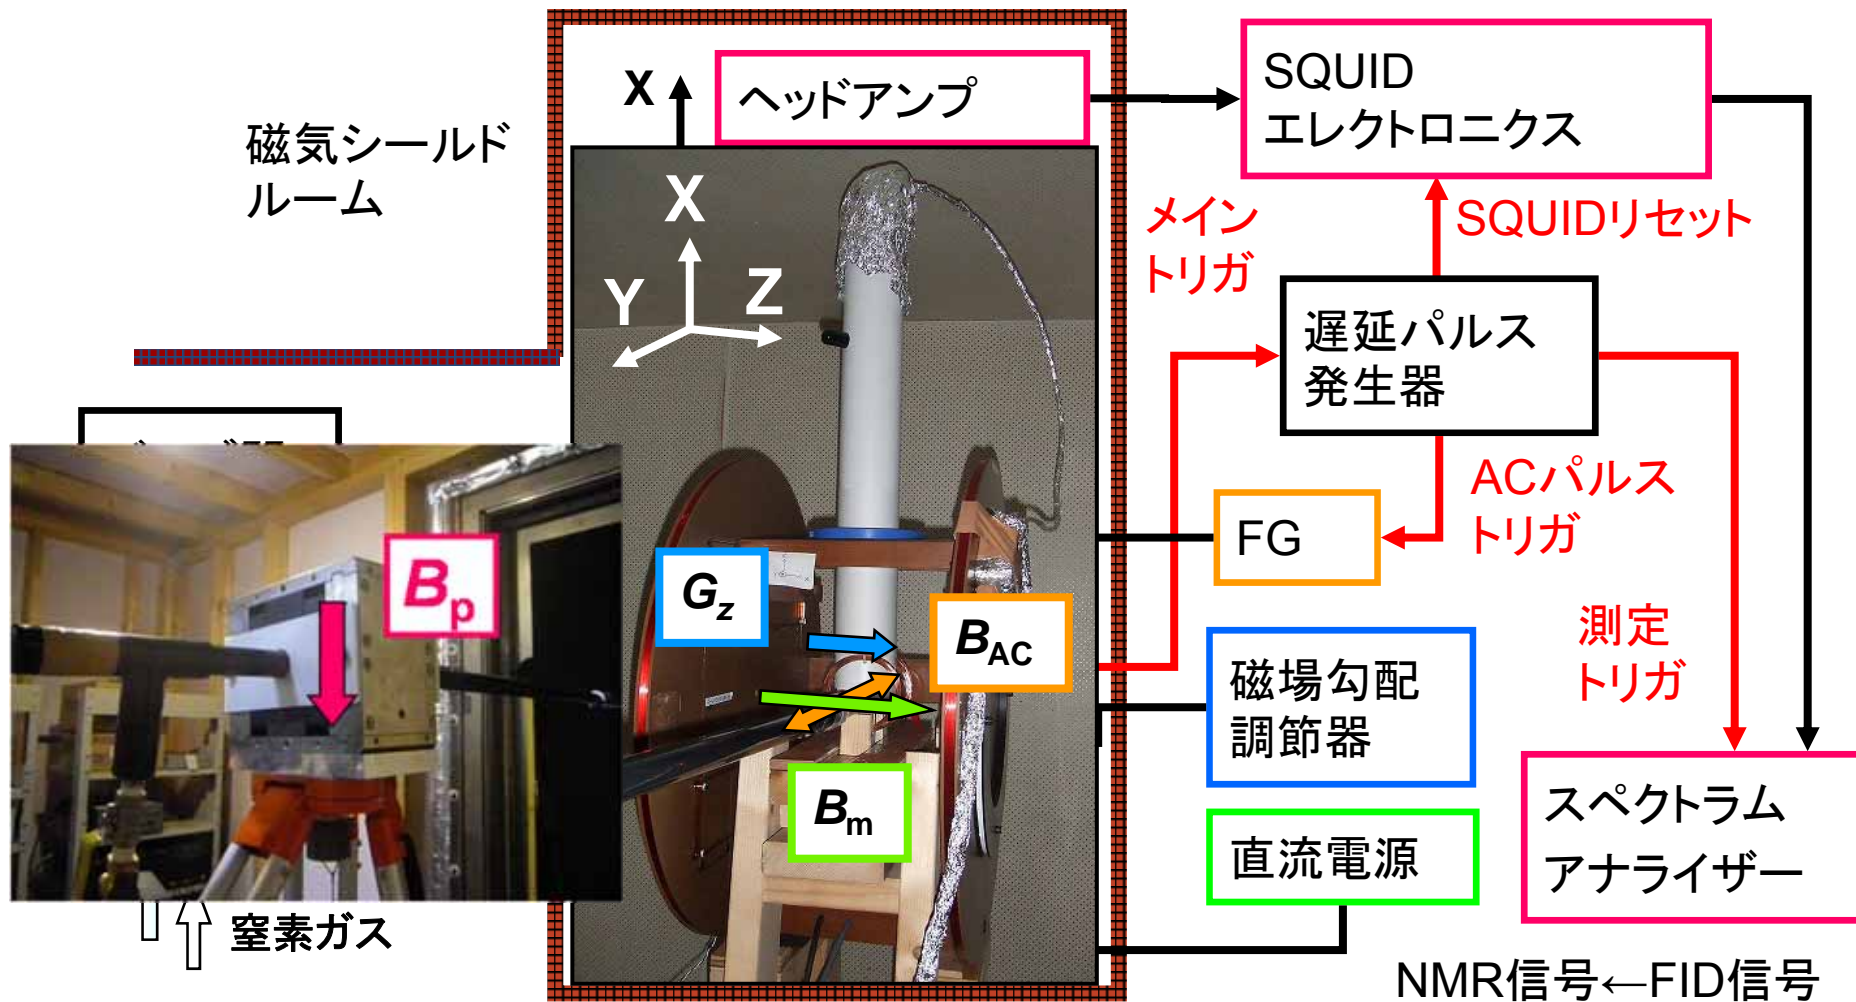 X
ヘッドアンプ
SQUID
エレクトロニクス
磁気シールド
ルーム
X
Y
Z
メイン
トリガ
SQUIDリセット
遅延パルス
発生器
ACパルス
トリガ
FG
Bp
Gz
BAC
Bm
測定
トリガ
磁場勾配
調節器
直流電源
スペクトラム
アナライザー
窒素ガス
NMR信号←FID信号